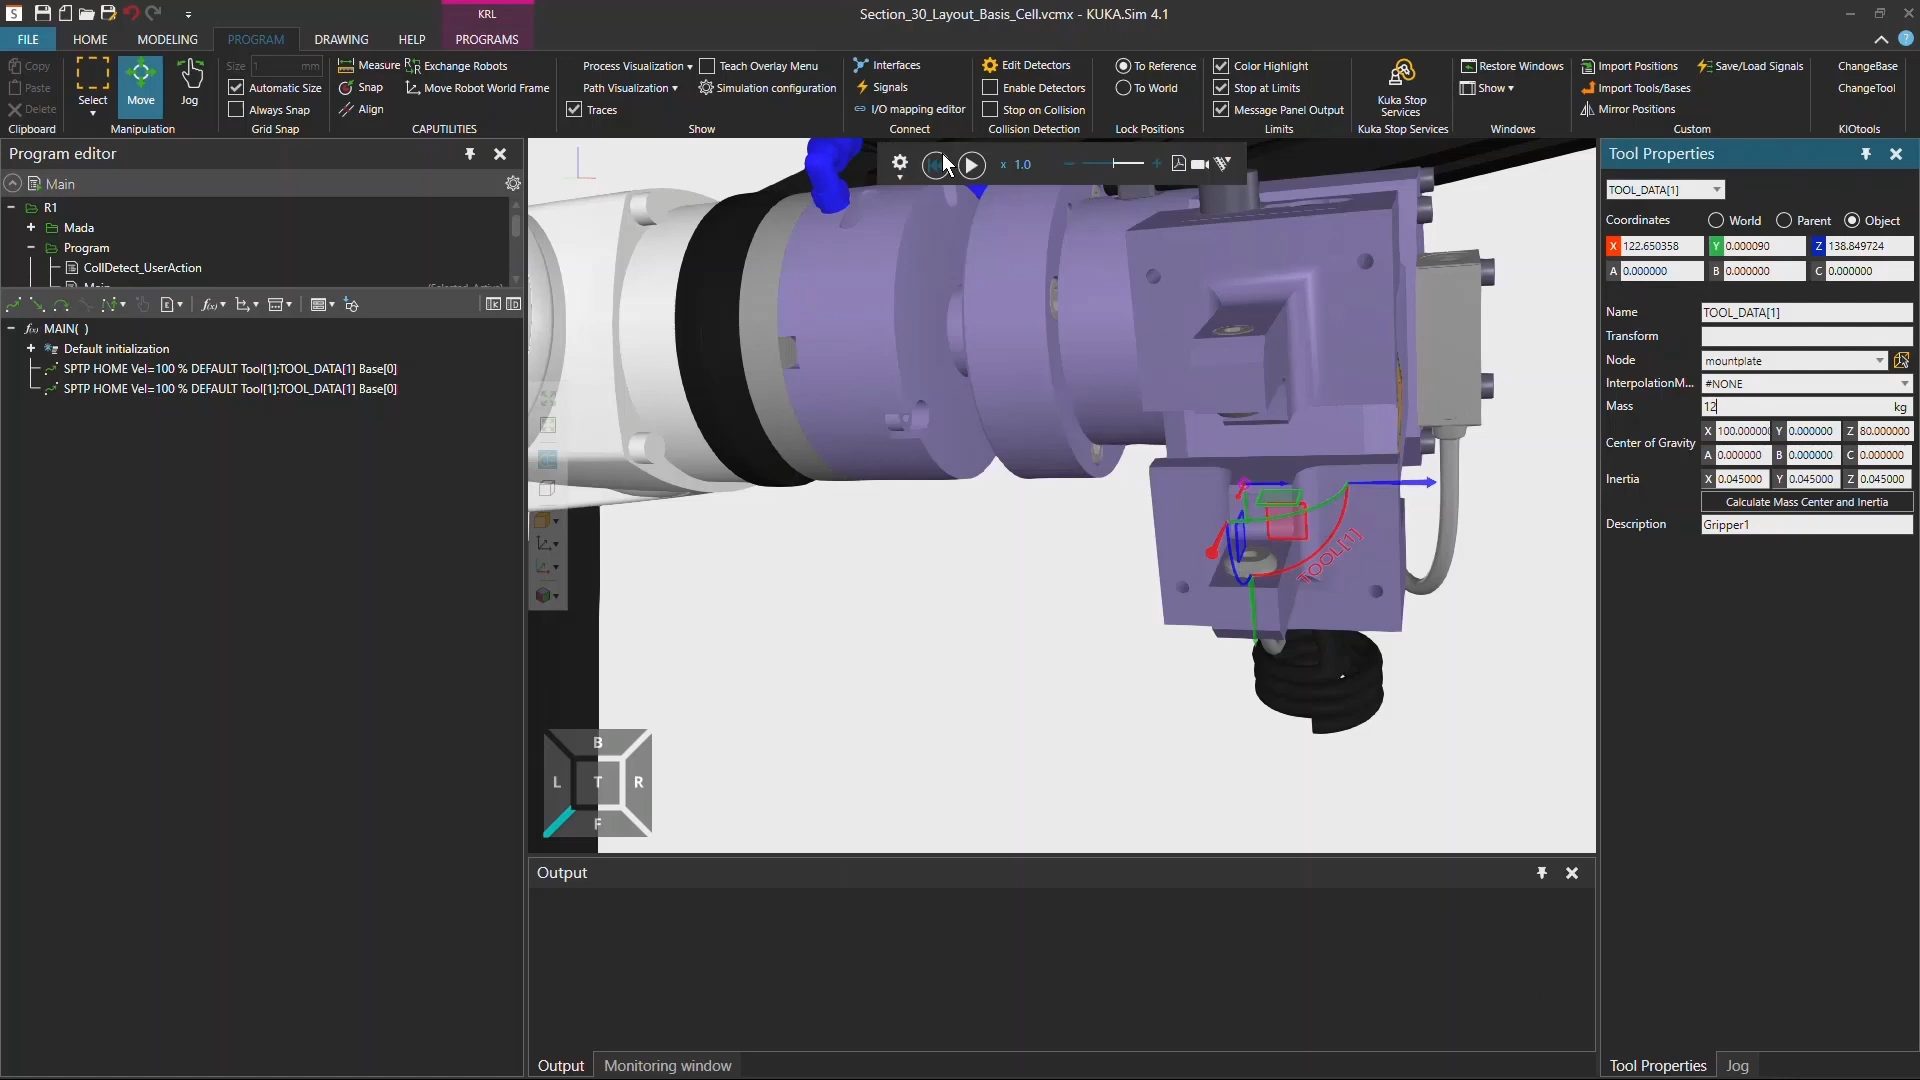 KRL
Section_30_Layout_Basis_Cell.vcmx - KUKA.Sim 4.1
FILE HOME MODELING PROGRAM DRAWING HELP PROGRAMS
Copy
Paste
Delete
Clipboard
Select
Move
Jog
Manipulation
Size 1 mm
Automatic Size
Always Snap
Grid Snap
Measure Exchange Robots
Snap Move Robot World Frame
Align
CAPUTILITIES
Process Visualization Teach Overlay Menu
Path Visualization Simulation configuration
Traces
Show
Interfaces
Signals
I/O mapping editor
Connect
Edit Detectors
Enable Detectors
Stop on Collision
Collision Detection
To Reference
To World
Lock Positions
Color Highlight
Stop at Limits
Message Panel Output
Limits
Kuka Stop
Services
Kuka Stop Services
Restore Windows
Show
Windows
Import Positions Save/Load Signals
Import Tools/Bases
Mirror Positions
Custom
ChangeBase
ChangeTool
KIOtools
Program editor
Main
R1
Mada
Program
CollDetect_UserAction
MAIN( )
Default initialization
SPTP HOME Vel=100 % DEFAULT Tool[1]:TOOL_DATA[1] Base[0]
SPTP HOME Vel=100 % DEFAULT Tool[1]:TOOL_DATA[1] Base[0]
x 1.0
TOOL[1]
B
L T R
F
Output
Output Monitoring window
Tool Properties
TOOL_DATA[1]
Coordinates World Parent Object
X 122.650358 Y 0.000090 Z 138.849724
A 0.000000 B 0.000000 C 0.000000
Name TOOL_DATA[1]
Transform
Node mountplate
InterpolationM... #NONE
Mass 12 kg
Center of Gravity X 100.000000 Y 0.000000 Z 80.000000
A 0.000000 B 0.000000 C 0.000000
Inertia X 0.045000 Y 0.045000 Z 0.045000
Calculate Mass Center and Inertia
Description Gripper1
Tool Properties Jog